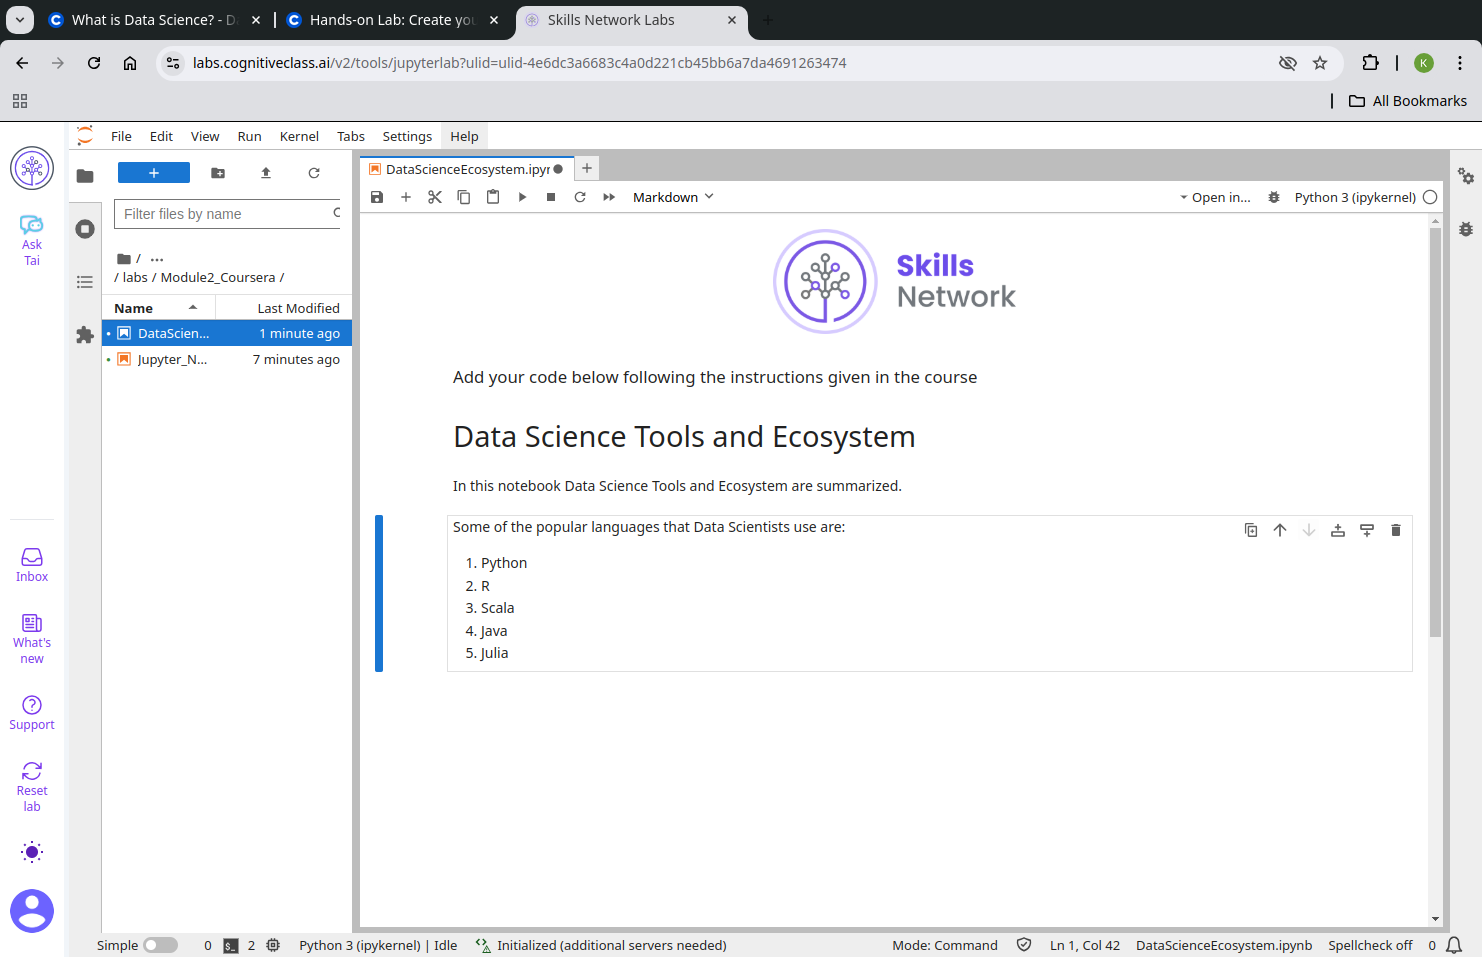 What is Data Science? - D
Hands-on Lab: Create you
Skills Network Labs
labs.cognitiveclass.ai/v2/tools/jupyterlab?ulid=ulid-4e6dc3a6683c4a0d221cb45bb6a7da4691263474
K
All Bookmarks
File Edit View Run Kernel Tabs Settings Help
Ask
Tai
Inbox
What's
new
Support
Reset
lab
Filter files by name
/ ...
/ labs / Module2_Coursera /
Name Last Modified
DataScien... 1 minute ago
Jupyter_N... 7 minutes ago
DataScienceEcosystem.ipyn
Markdown
Open in...
Python 3 (ipykernel)
Skills
Network
Add your code below following the instructions given in the course
Data Science Tools and Ecosystem
In this notebook Data Science Tools and Ecosystem are summarized.
Some of the popular languages that Data Scientists use are:
1. Python
2. R
3. Scala
4. Java
5. Julia
Simple 0 2 Python 3 (ipykernel) | Idle Initialized (additional servers needed) Mode: Command Ln 1, Col 42 DataScienceEcosystem.ipynb Spellcheck off 0